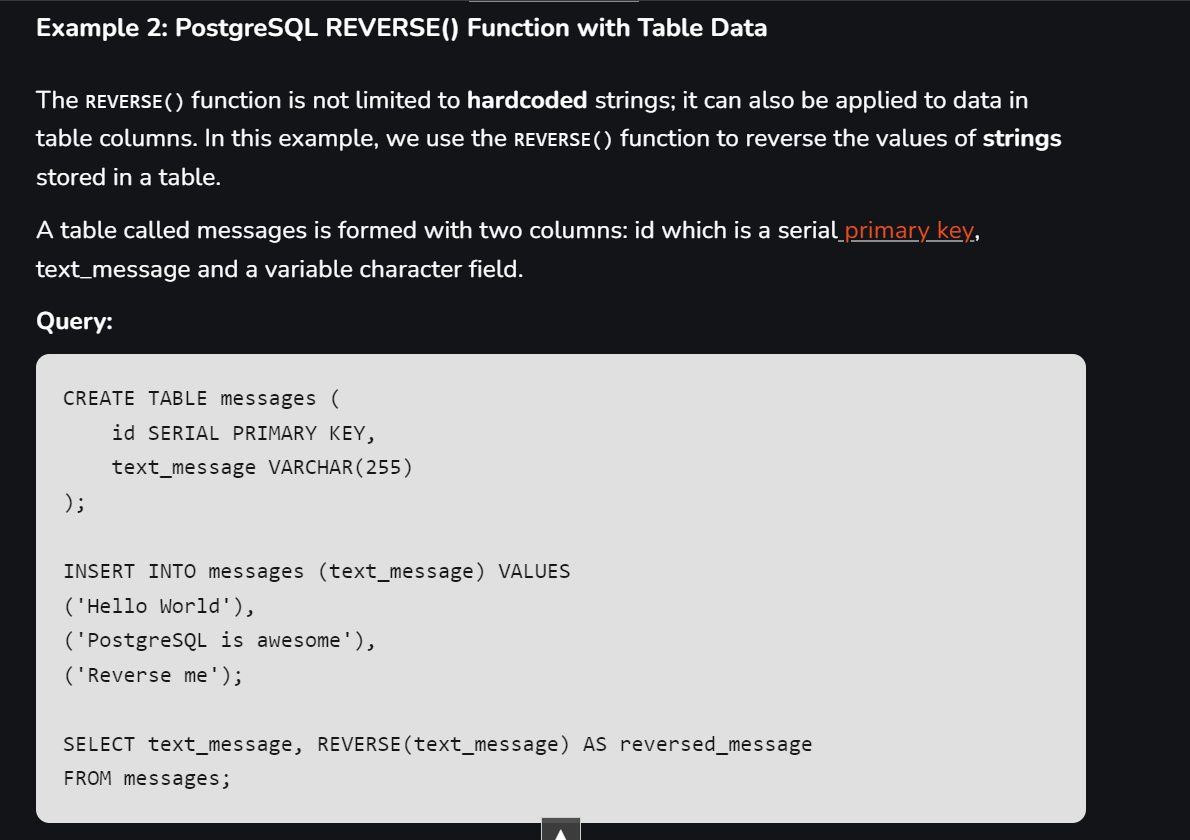 Example 2: PostgreSQL REVERSE() Function with Table Data
The REVERSE() function is not limited to hardcoded strings; it can also be applied to data in
table columns. In this example, we use the REVERSE() function to reverse the values of strings
stored in a table.
A table called messages is formed with two columns: id which is a serial primary key,
text_message and a variable character field.
Query:
CREATE TABLE messages (
    id SERIAL PRIMARY KEY,
    text_message VARCHAR(255)
);
INSERT INTO messages (text_message) VALUES
('Hello World'),
('PostgreSQL is awesome'),
('Reverse me');
SELECT text_message, REVERSE(text_message) AS reversed_message
FROM messages;